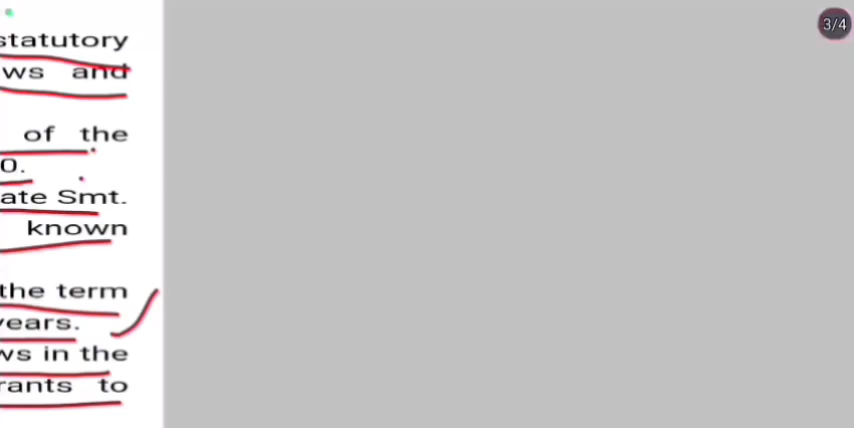 statutory
ws and
of the
0.
ate Smt.
known
the term
years.
ws in the
rants to
3/4